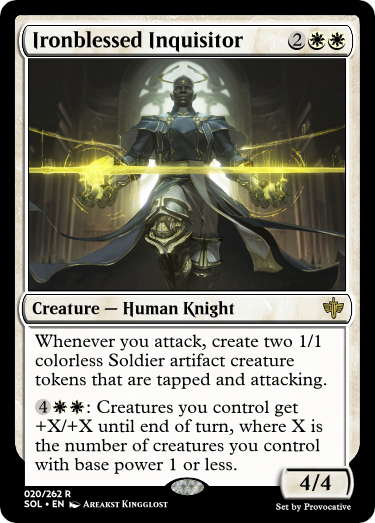 Ironblessed Inquisitor 2
Creature — Human Knight
Whenever you attack, create two 1/1
colorless Soldier artifact creature
tokens that are tapped and attacking.
4: Creatures you control get
+X/+X until end of turn, where X is
the number of creatures you control
with base power 1 or less.
4/4
020/262 R
SOL • EN Areakst Kingglost
Set by Provocative